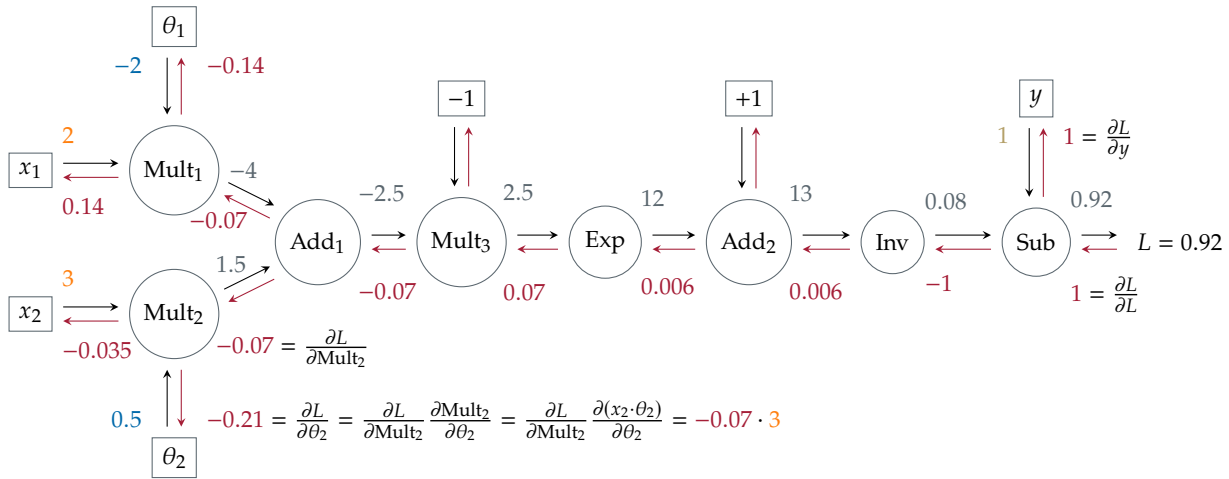 θ₁
−2 −0.14
−1
+1
y
2
1
1 = ∂L/∂y
x₁
Mult₁
−4
−2.5
2.5
12
13
0.08
0.92
0.14
−0.07
Add₁
Mult₃
Exp
Add₂
Inv
Sub
L = 0.92
3
1.5
−0.07
0.07
0.006
0.006
−1
1 = ∂L/∂L
x₂
Mult₂
−0.035
−0.07 = ∂L/∂Mult₂
0.5
−0.21 = ∂L/∂θ₂ = ∂L/∂Mult₂ ∂Mult₂/∂θ₂ = ∂L/∂Mult₂ ∂(x₂·θ₂)/∂θ₂ = −0.07 · 3
θ₂